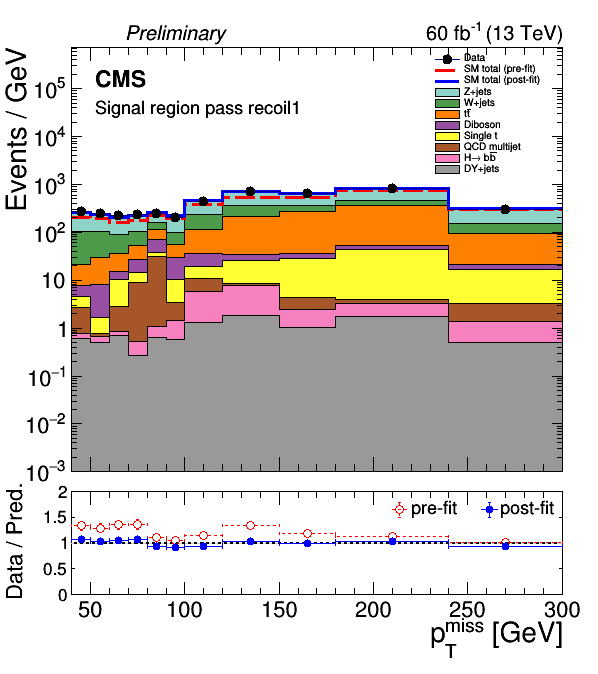 Preliminary 60 fb⁻¹ (13 TeV)
CMS
Signal region pass recoil1
Data
SM total (pre-fit)
SM total (post-fit)
Z+jets
W+jets
tt̄
Diboson
Single t
QCD multijet
H→ bb̄
DY+jets
Events / GeV
10⁵
10⁴
10³
10²
10
1
10⁻¹
10⁻²
10⁻³
Data / Pred.
2
1.5
1
0.5
0
pre-fit post-fit
50 100 150 200 250 300
p_T^miss [GeV]